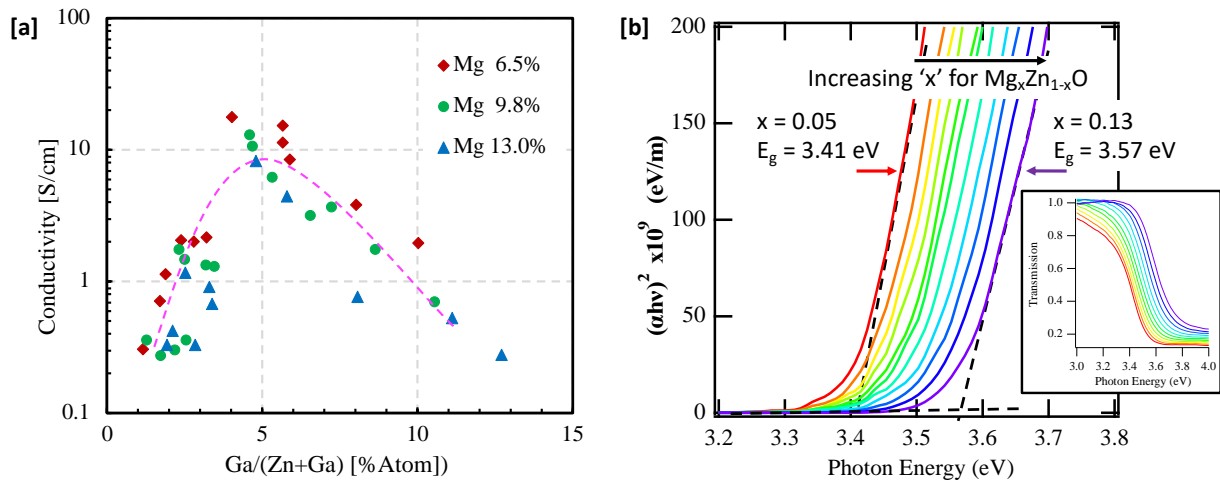 [a]
100
10
1
0.1
Conductivity [S/cm]
Mg 6.5%
Mg 9.8%
Mg 13.0%
0
5
10
15
Ga/(Zn+Ga) [%Atom])
[b]
200
150
100
50
0
(αhν)² x10⁹ (eV/m)
Increasing ‘x’ for MgₓZn₁₋ₓO
x = 0.05
E_g = 3.41 eV
x = 0.13
E_g = 3.57 eV
3.2
3.3
3.4
3.5
3.6
3.7
3.8
Photon Energy (eV)
1.0
0.8
0.6
0.4
0.2
Transmission
3.0 3.2 3.4 3.6 3.8 4.0
Photon Energy (eV)